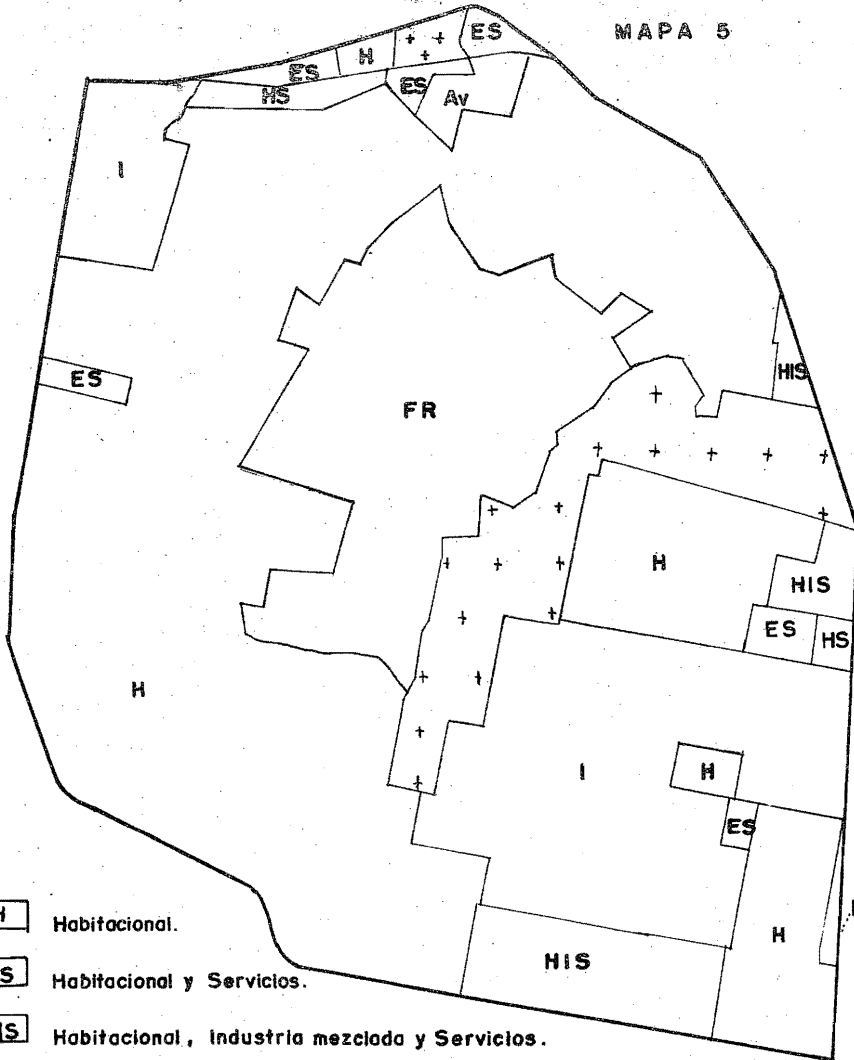 MAPA 5
ES
H
ES
HS
ES
Av
I
HIS
ES
FR
H
HIS
ES
HS
H
I
H
ES
H
HIS
H Habitacional.
S Habitacional y Servicios.
IS Habitacional, Industria mezclada y Servicios.